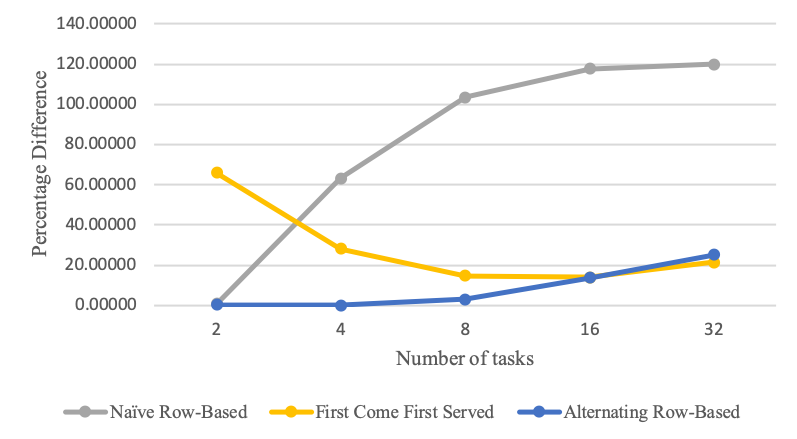 140.00000
120.00000
100.00000
80.00000
60.00000
40.00000
20.00000
0.00000
Percentage Difference
2 4 8 16 32
Number of tasks
Naïve Row-Based First Come First Served Alternating Row-Based